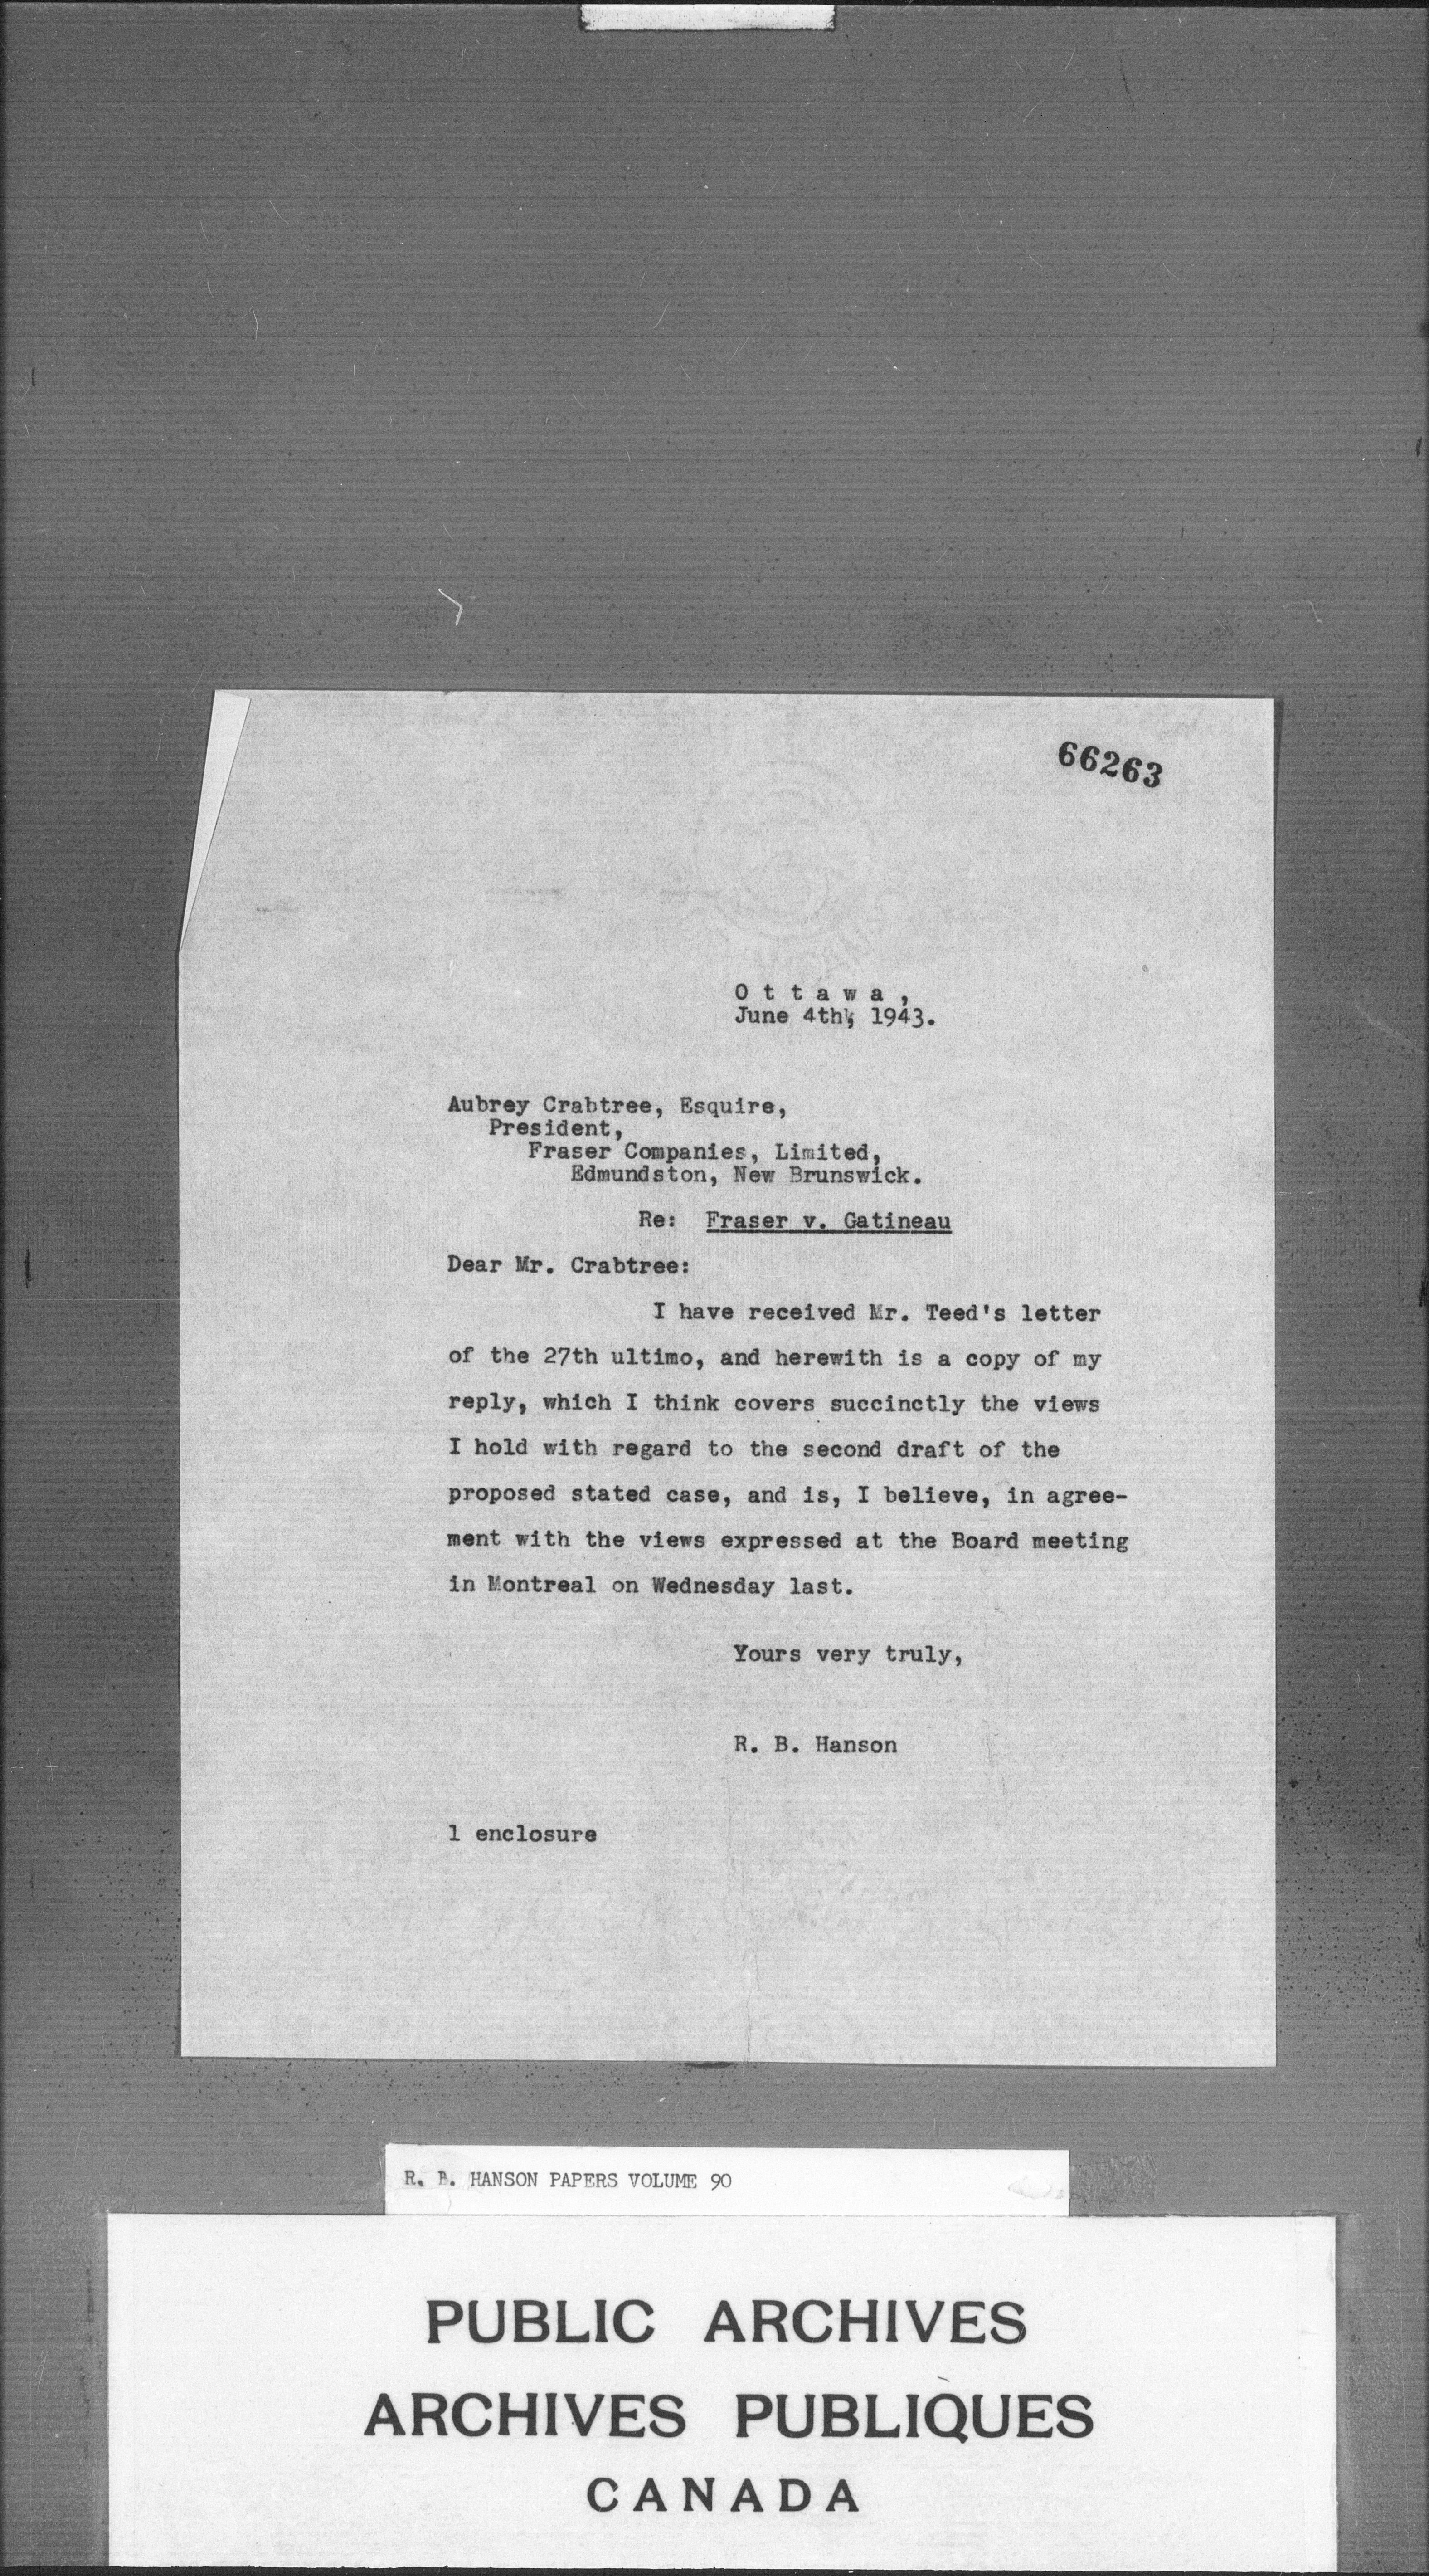 66263
O t t a w a ,
June 4th, 1943.
Aubrey Crabtree, Esquire,
President,
Fraser Companies, Limited,
Edmundston, New Brunswick.
Re: Fraser v. Gatineau
Dear Mr. Crabtree:
I have received Mr. Teed's letter
of the 27th ultimo, and herewith is a copy of my
reply, which I think covers succinctly the views
I hold with regard to the second draft of the
proposed stated case, and is, I believe, in agree-
ment with the views expressed at the Board meeting
in Montreal on Wednesday last.
Yours very truly,
R. B. Hanson
1 enclosure
R. B. HANSON PAPERS VOLUME 90
PUBLIC ARCHIVES
ARCHIVES PUBLIQUES
CANADA